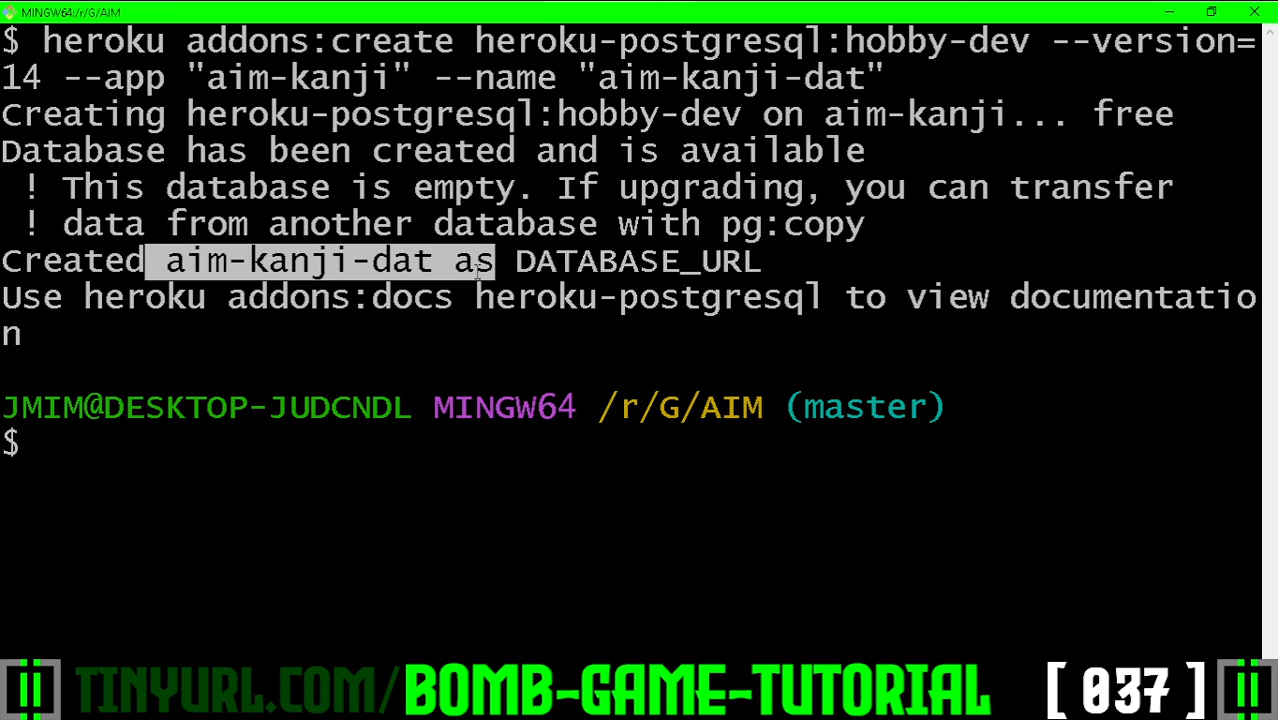 MINGW64:/r/G/AIM
$ heroku addons:create heroku-postgresql:hobby-dev --version=
14 --app "aim-kanji" --name "aim-kanji-dat"
Creating heroku-postgresql:hobby-dev on aim-kanji... free
Database has been created and is available
! This database is empty. If upgrading, you can transfer
! data from another database with pg:copy
Created aim-kanji-dat as DATABASE_URL
Use heroku addons:docs heroku-postgresql to view documentatio
n
JMIM@DESKTOP-JUDCNDL MINGW64 /r/G/AIM (master)
$
TINYURL.COM/BOMB-GAME-TUTORIAL [ 037 ]